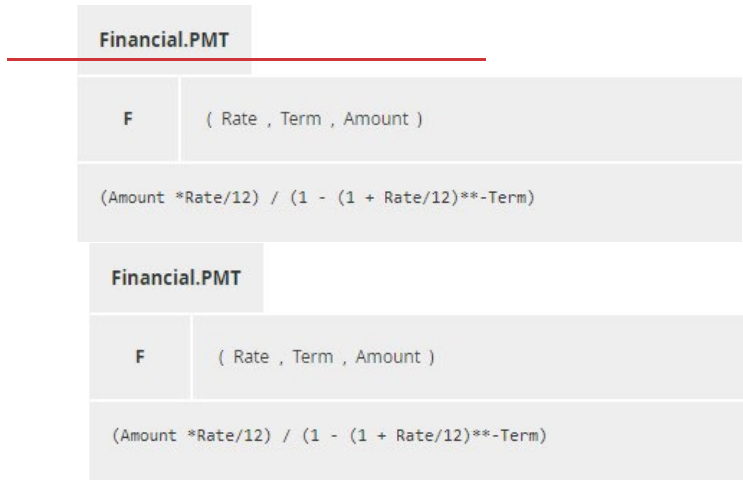 Financial.PMT
F ( Rate , Term , Amount )
(Amount *Rate/12) / (1 - (1 + Rate/12)**-Term)
Financial.PMT
F ( Rate , Term , Amount )
(Amount *Rate/12) / (1 - (1 + Rate/12)**-Term)